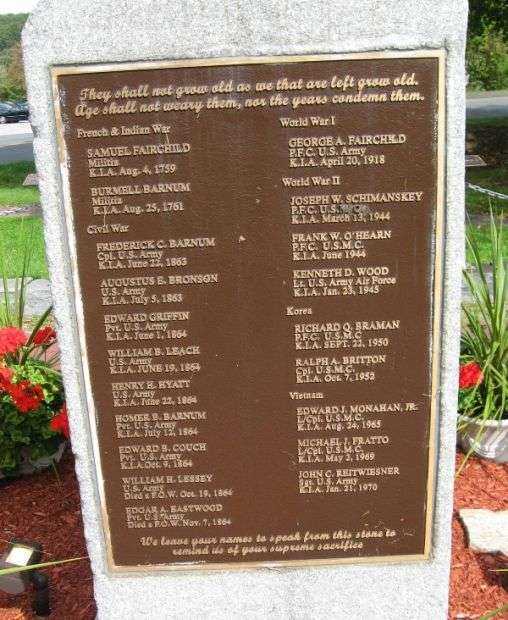 They shall not grow old as we that are left grow old.
Age shall not weary them, nor the years condemn them.
French & Indian War
SAMUEL FAIRCHILD
Militia
K.I.A. Aug. 4, 1759
BURMELL BARNUM
Militia
K.I.A. Aug. 25, 1761
Civil War
FREDERICK C. BARNUM
Cpl. U.S. Army
K.I.A. June 22, 1863
AUGUSTUS E. BRONSON
U.S. Army
K.I.A. July 5, 1863
EDWARD GRIFFIN
Pvt. U.S. Army
K.I.A. June 1, 1864
WILLIAM B. LEACH
U.S. Army
K.I.A. JUNE 19, 1864
HENRY H. HYATT
U.S. Army
K.I.A. June 22, 1864
HOMER B. BARNUM
Pvt. U.S. Army
K.I.A. July 12, 1864
EDWARD B. COUCH
Pvt. U.S. Army
K.I.A. Oct. 9, 1864
WILLIAM H. LESSEY
U.S. Army
Died a P.O.W. Oct. 19, 1864
EDGAR A. EASTWOOD
Pvt. U.S. Army
Died a P.O.W. Nov. 7, 1864
World War I
GEORGE A. FAIRCHILD
P.F.C. U.S. Army
K.I.A. April 20, 1918
World War II
JOSEPH W. SCHIMANSKEY
P.F.C. U.S.
K.I.A. March 13, 1944
FRANK W. O'HEARN
P.F.C. U.S.M.C.
K.I.A. June 1944
KENNETH D. WOOD
Lt. U.S. Army Air Force
K.I.A. Jan. 23, 1945
Korea
RICHARD Q. BRAMAN
P.F.C. U.S.M.C.
K.I.A. SEPT. 22, 1950
RALPH A. BRITTON
Cpl. U.S.M.C.
K.I.A. Oct. 7, 1952
Vietnam
EDWARD J. MONAHAN, JR.
L/Cpl. U.S.M.C.
K.I.A. Aug. 24, 1965
MICHAEL J. FRATTO
L/Cpl. U.S.M.C.
K.I.A. May 2, 1969
JOHN C. REITWIESNER
Sgt. U.S. Army
K.I.A. Jan. 21, 1970
We leave your names to speak from this stone to
remind us of your supreme sacrifice